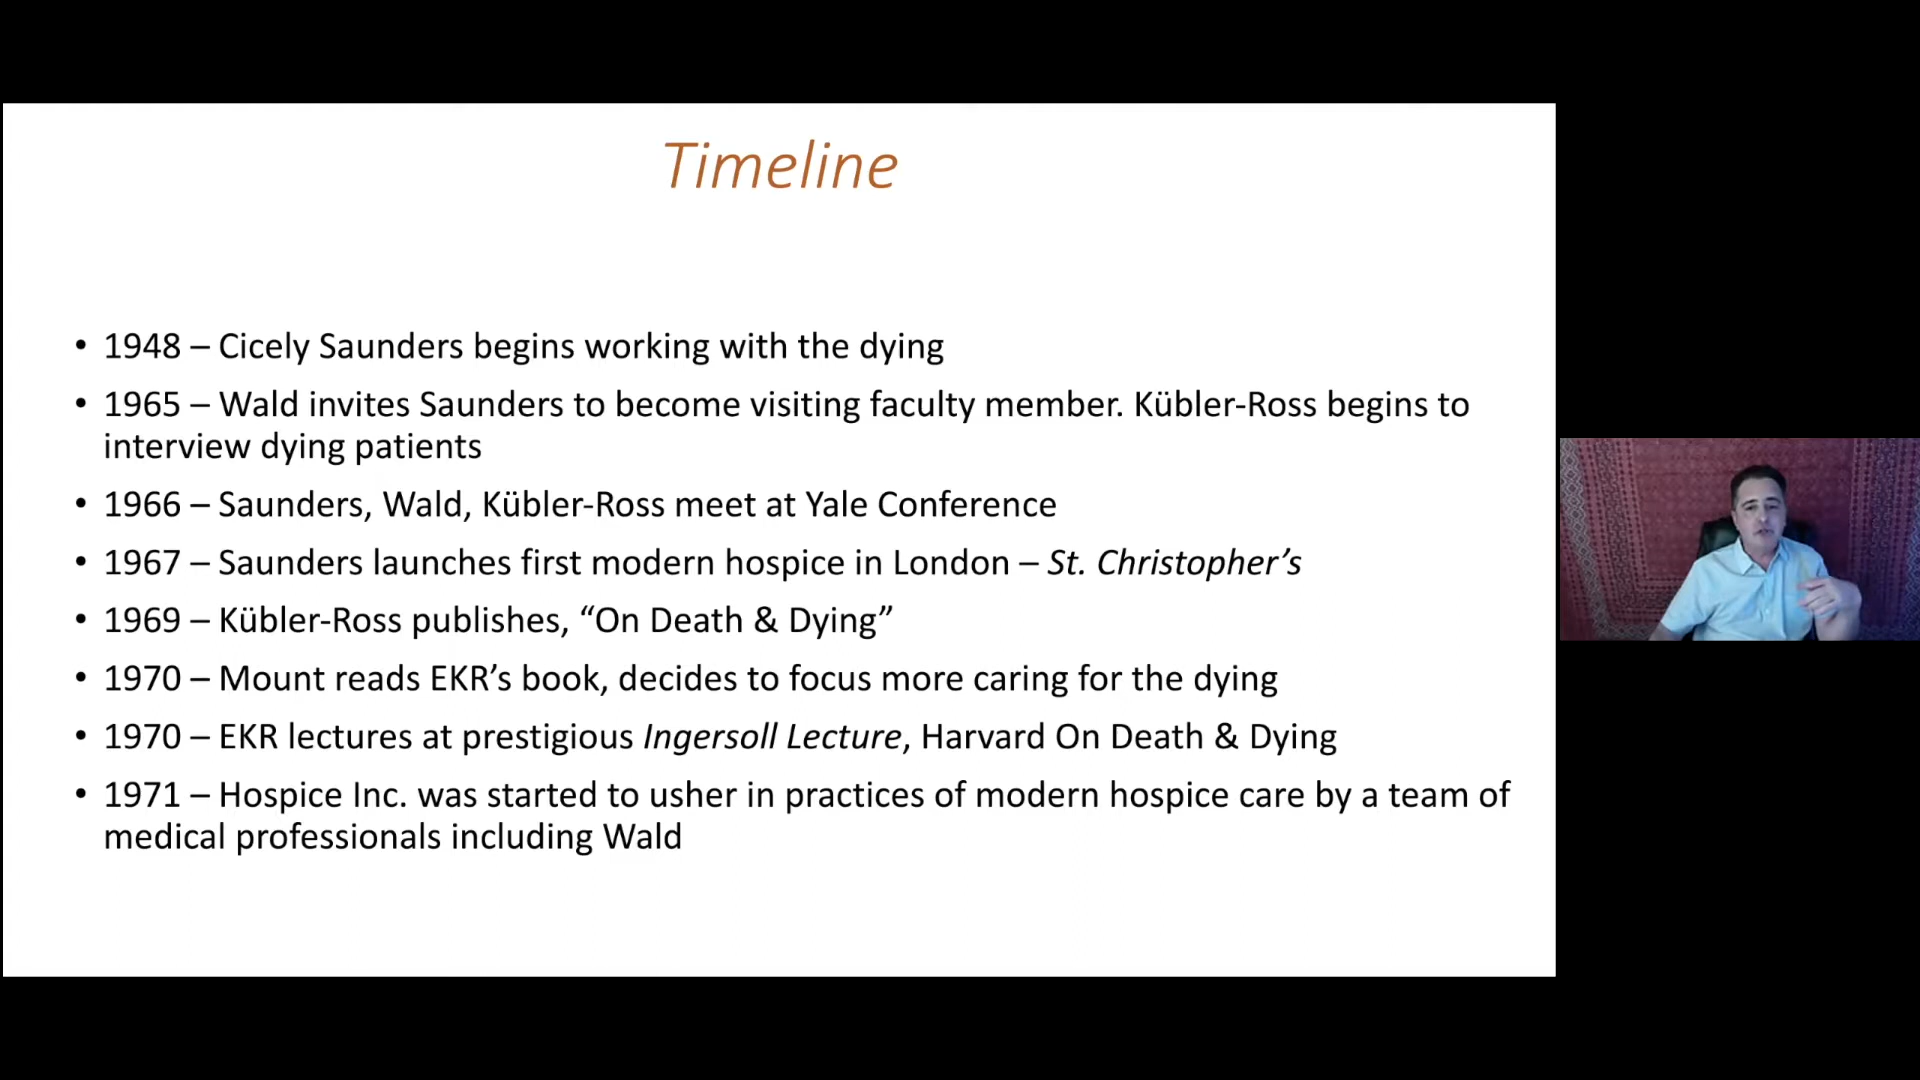 Timeline
• 1948 – Cicely Saunders begins working with the dying
• 1965 – Wald invites Saunders to become visiting faculty member. Kübler-Ross begins to
interview dying patients
• 1966 – Saunders, Wald, Kübler-Ross meet at Yale Conference
• 1967 – Saunders launches first modern hospice in London – St. Christopher’s
• 1969 – Kübler-Ross publishes, “On Death & Dying”
• 1970 – Mount reads EKR’s book, decides to focus more caring for the dying
• 1970 – EKR lectures at prestigious Ingersoll Lecture, Harvard On Death & Dying
• 1971 – Hospice Inc. was started to usher in practices of modern hospice care by a team of
medical professionals including Wald